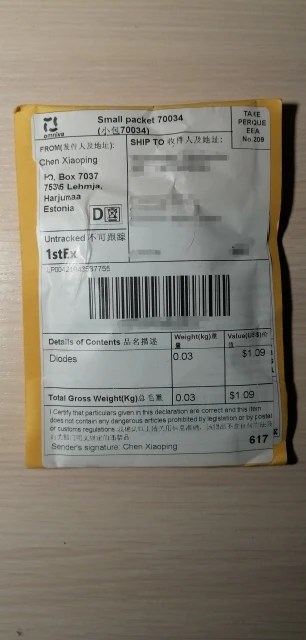 omniva
Small packet 70034
(小包70034)
TAKE
PERQUE
EEA
No.209
FROM(发件人及地址):
Chen Xiaoping
P.O. Box 7037
75306 Lehmja,
Harjumaa
Estonia
D
SHIP TO 收件人及地址:
Untracked 不可跟踪
1stEx
Details of Contents 品名描述
Weight(kg)重
量
Value(US$)价
值
Diodes
0.03
$1.09
Total Gross Weight(Kg)总毛重
0.03
$1.09
I Certify that particulars given in this declaration are correct and this item
does not contain any dangerous articles prohibited by legislation or by postal
or customs regulations
Sender's signature: Chen Xiaoping
617